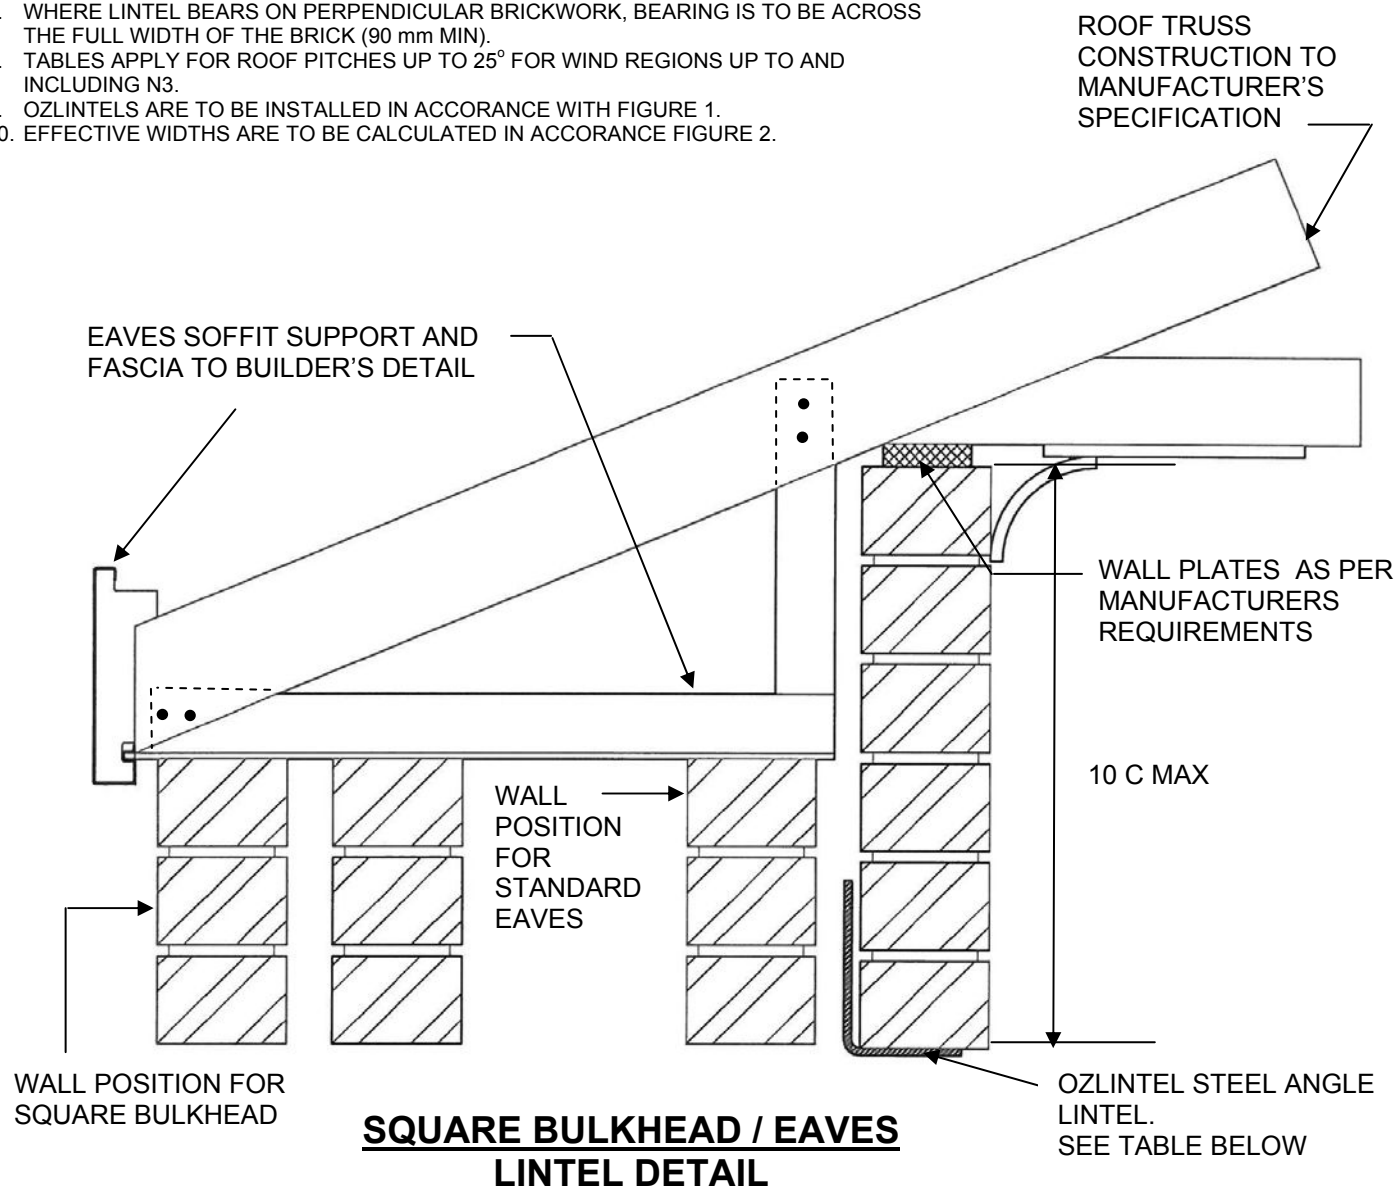 . WHERE LINTEL BEARS ON PERPENDICULAR BRICKWORK, BEARING IS TO BE ACROSS
THE FULL WIDTH OF THE BRICK (90 mm MIN).
. TABLES APPLY FOR ROOF PITCHES UP TO 25° FOR WIND REGIONS UP TO AND
INCLUDING N3.
. OZLINTELS ARE TO BE INSTALLED IN ACCORANCE WITH FIGURE 1.
0. EFFECTIVE WIDTHS ARE TO BE CALCULATED IN ACCORANCE FIGURE 2.
ROOF TRUSS
CONSTRUCTION TO
MANUFACTURER’S
SPECIFICATION
EAVES SOFFIT SUPPORT AND
FASCIA TO BUILDER’S DETAIL
WALL PLATES AS PER
MANUFACTURERS
REQUIREMENTS
10 C MAX
WALL
POSITION
FOR
STANDARD
EAVES
WALL POSITION FOR
SQUARE BULKHEAD
OZLINTEL STEEL ANGLE
LINTEL.
SEE TABLE BELOW
SQUARE BULKHEAD / EAVES
LINTEL DETAIL